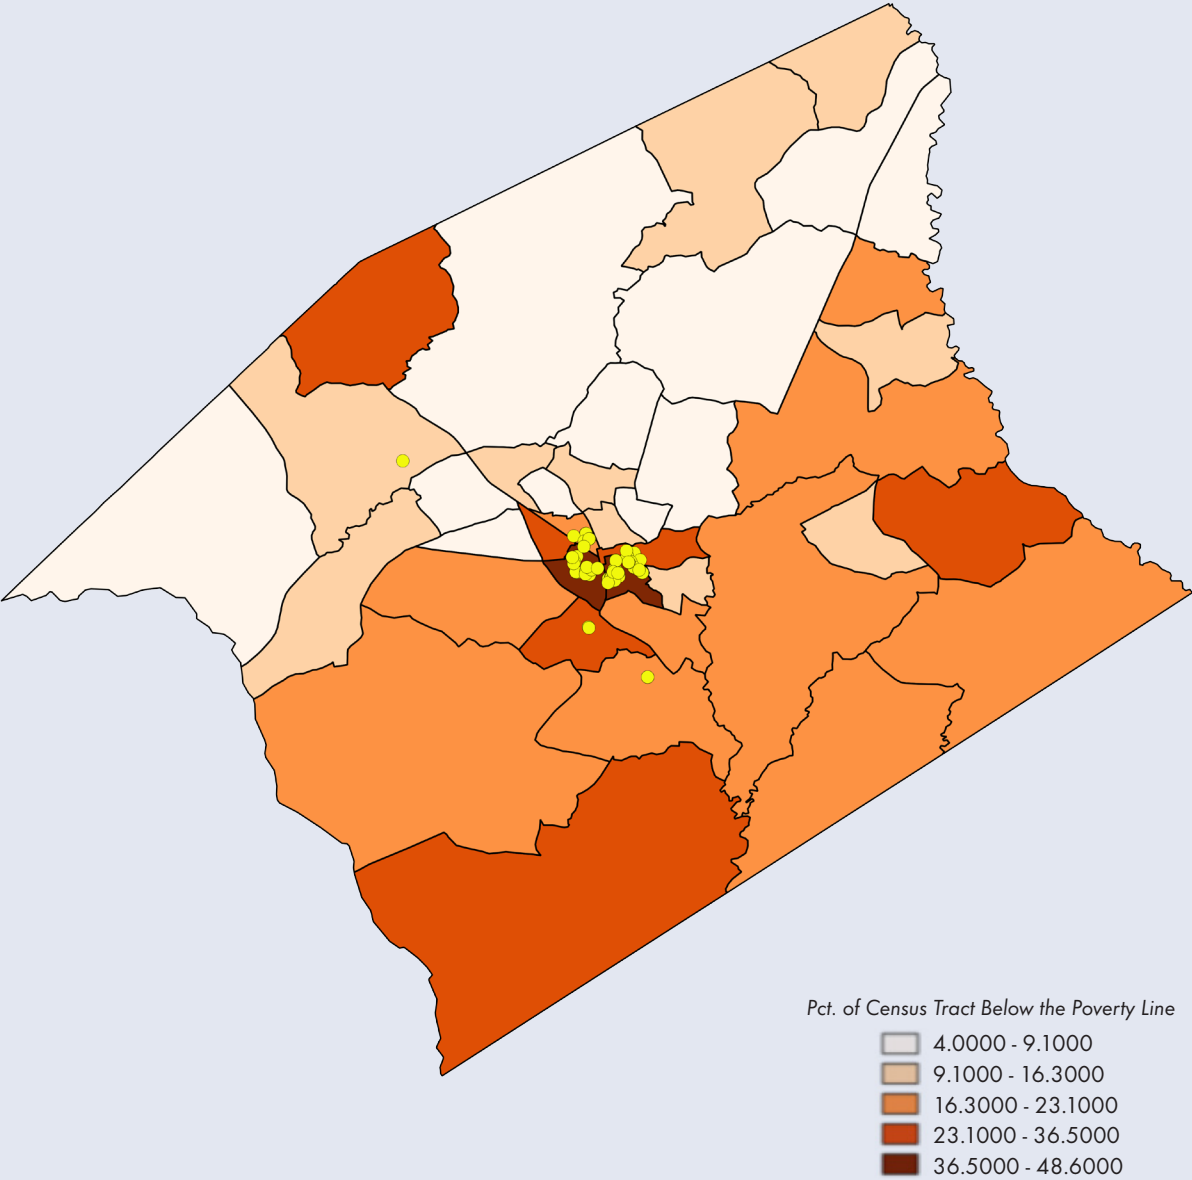 Pct. of Census Tract Below the Poverty Line
4.0000 - 9.1000
9.1000 - 16.3000
16.3000 - 23.1000
23.1000 - 36.5000
36.5000 - 48.6000